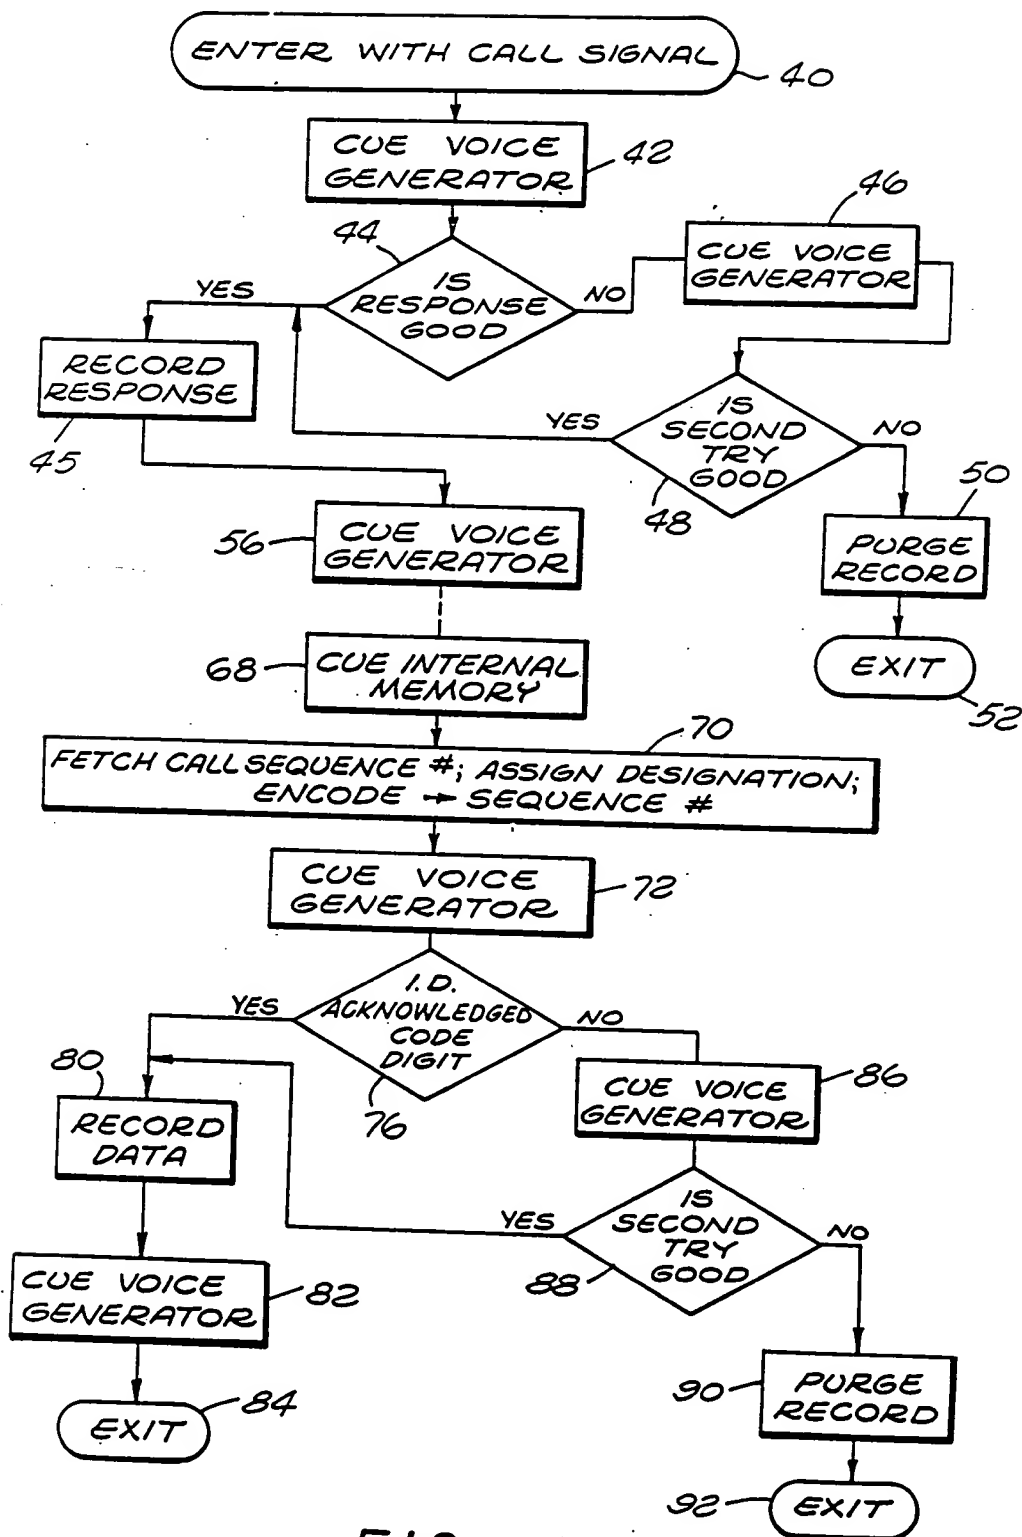 ENTER WITH CALL SIGNAL
40
CUE VOICE
GENERATOR
42
46
44
CUE VOICE
GENERATOR
IS
RESPONSE
GOOD
YES
NO
RECORD
RESPONSE
45
IS
SECOND
TRY
GOOD
YES
NO
48
50
PURGE
RECORD
56
CUE VOICE
GENERATOR
EXIT
52
68
CUE INTERNAL
MEMORY
70
FETCH CALL SEQUENCE #; ASSIGN DESIGNATION;
ENCODE → SEQUENCE #
CUE VOICE
GENERATOR
72
I.D.
ACKNOWLEDGED
CODE
DIGIT
YES
NO
76
80
RECORD
DATA
CUE VOICE
GENERATOR
86
IS
SECOND
TRY
GOOD
YES
NO
88
CUE VOICE
GENERATOR
82
90
PURGE
RECORD
EXIT
84
92
EXIT